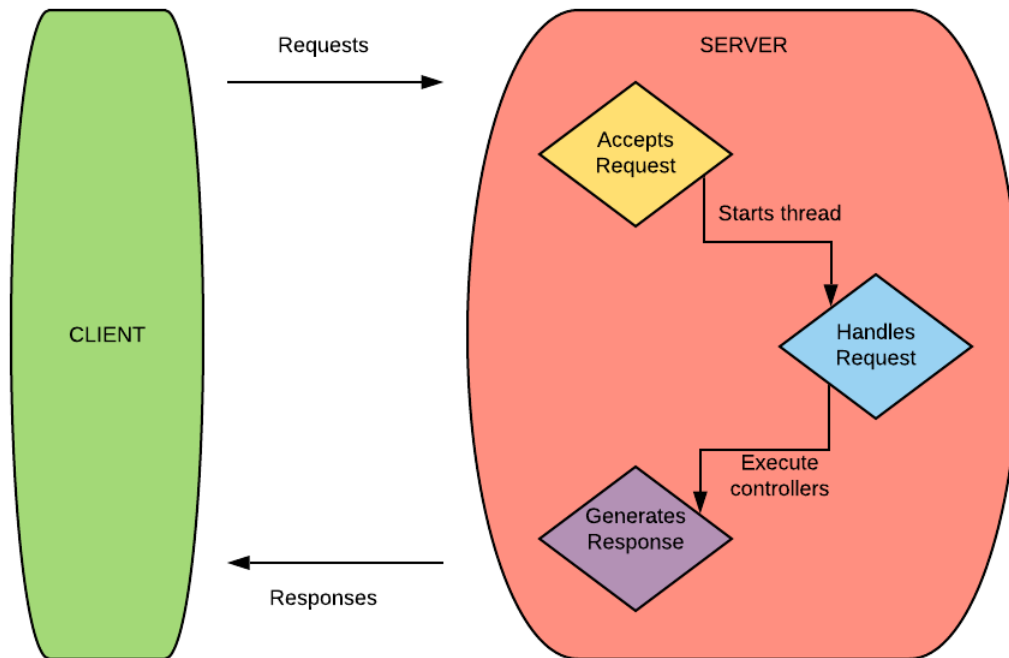 Requests
SERVER
Accepts
Request
Starts thread
CLIENT
Handles
Request
Execute
controllers
Generates
Response
Responses